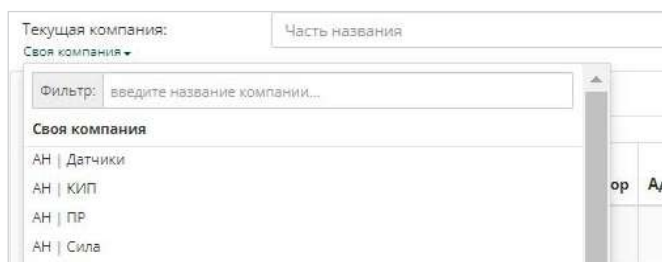 Текущая компания:
Часть названия
Своя компания
Фильтр: введите название компании...
Своя компания
АН | Датчики
АН | КИП
ор
АН | ПР
АН | Сила